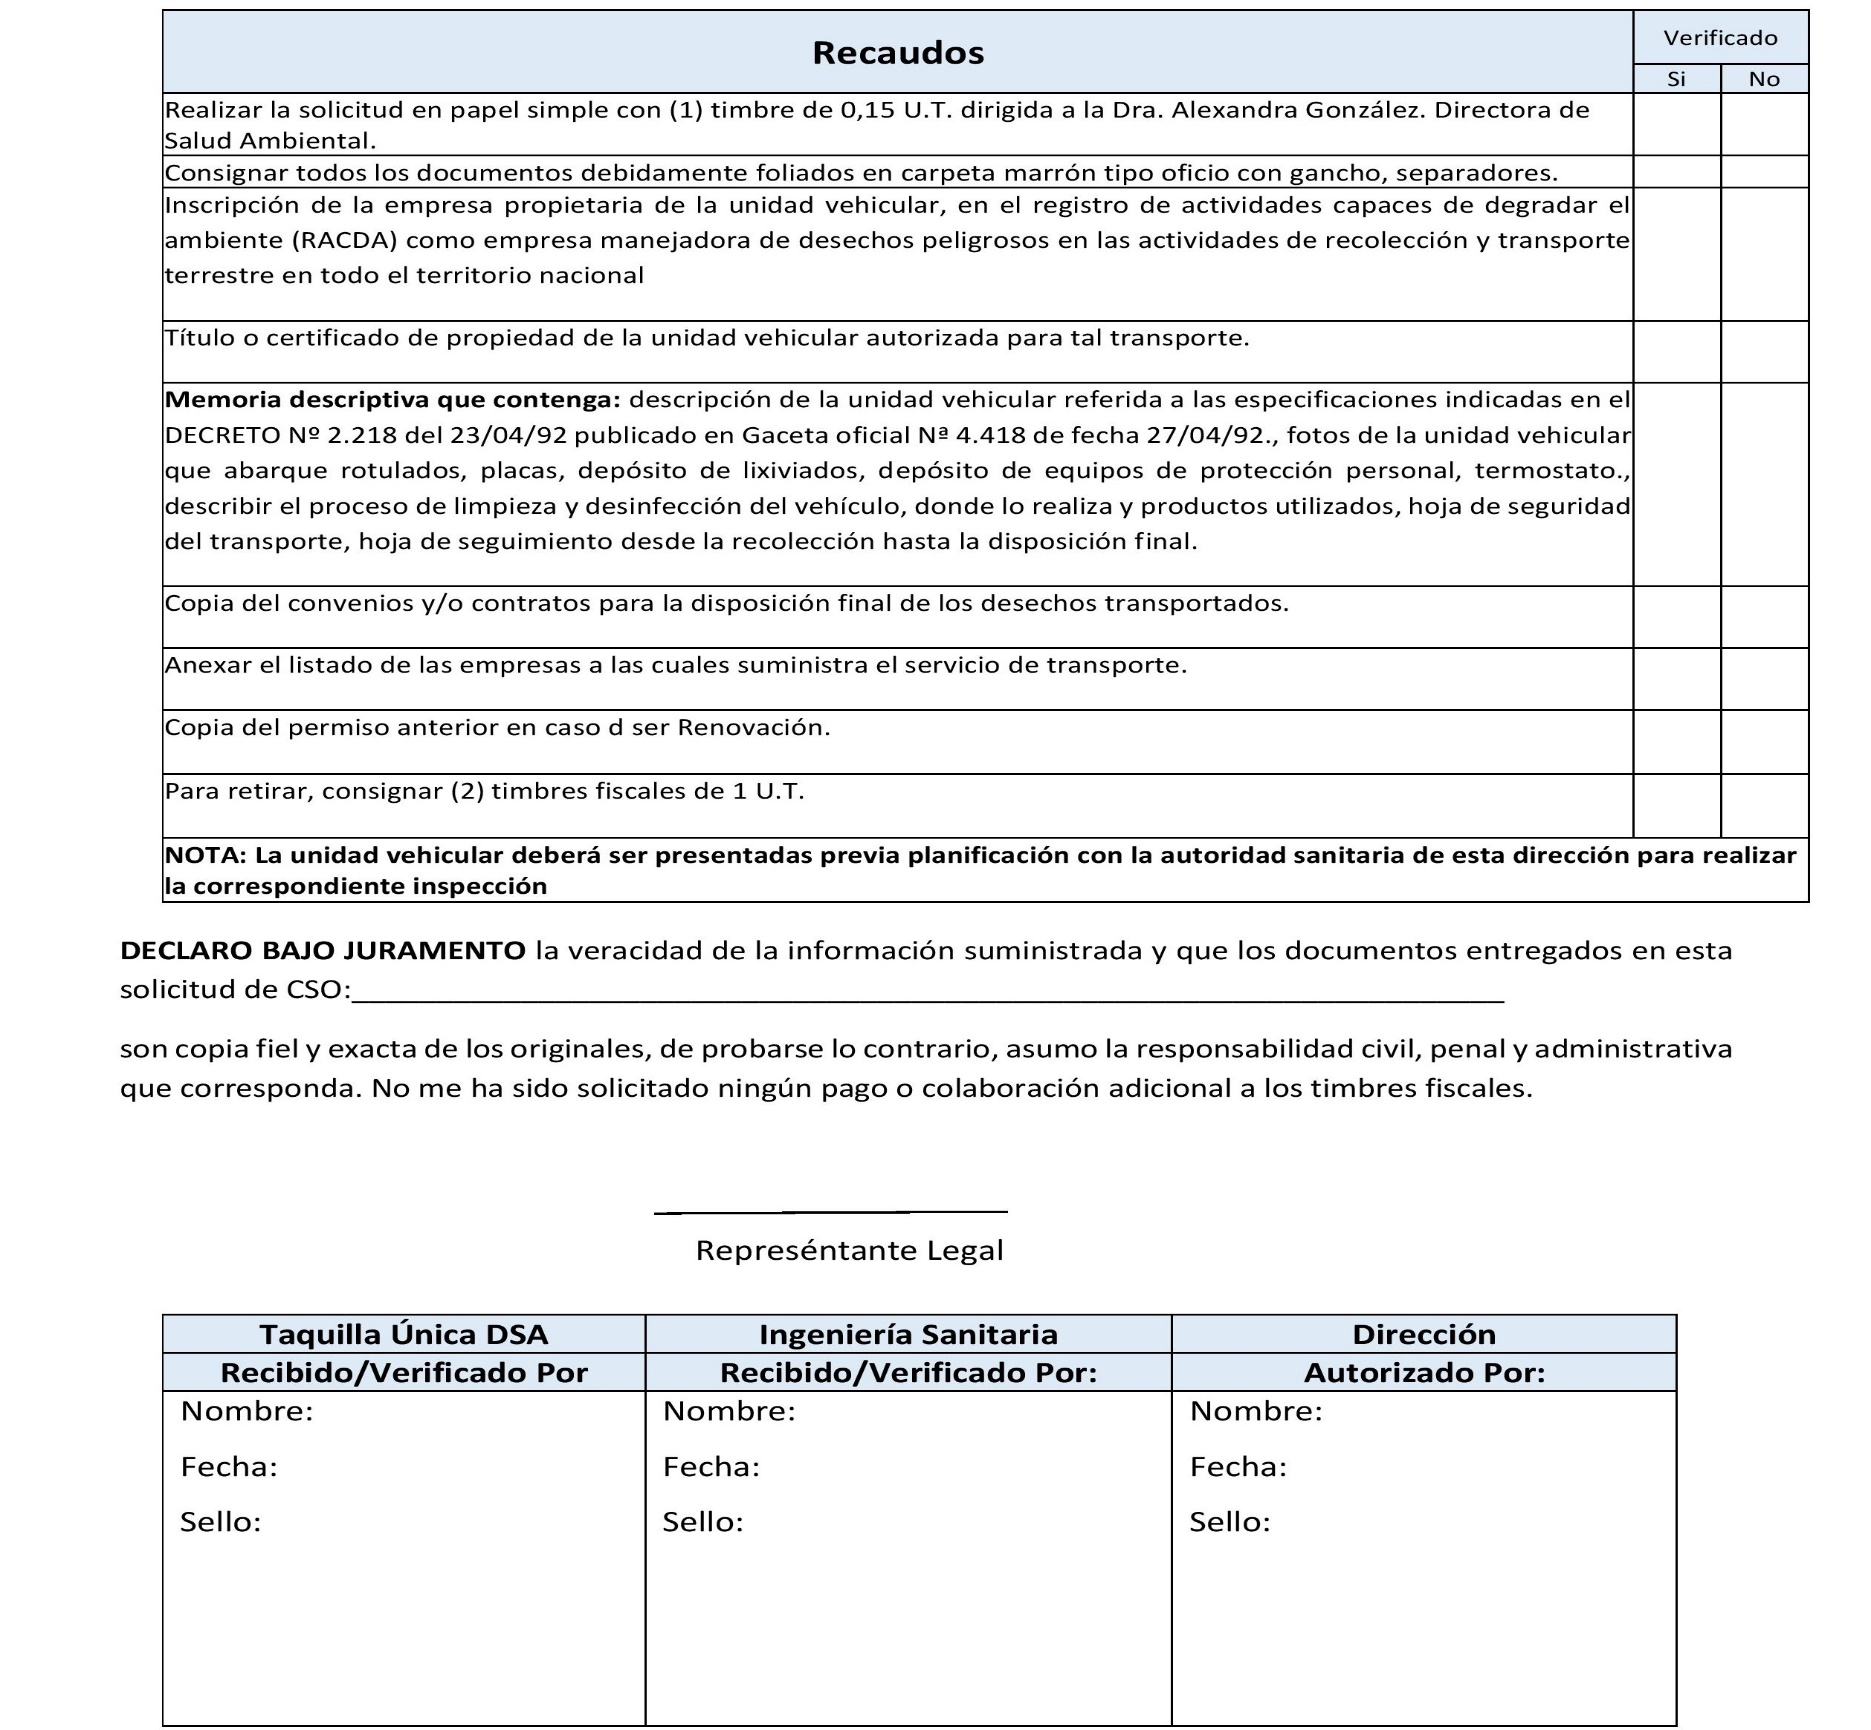 Recaudos
Verificado
Si No
Realizar la solicitud en papel simple con (1) timbre de 0,15 U.T. dirigida a la Dra. Alexandra González. Directora de
Salud Ambiental.
Consignar todos los documentos debidamente foliados en carpeta marrón tipo oficio con gancho, separadores.
Inscripción de la empresa propietaria de la unidad vehicular, en el registro de actividades capaces de degradar el
ambiente (RACDA) como empresa manejadora de desechos peligrosos en las actividades de recolección y transporte
terrestre en todo el territorio nacional
Título o certificado de propiedad de la unidad vehicular autorizada para tal transporte.
Memoria descriptiva que contenga: descripción de la unidad vehicular referida a las especificaciones indicadas en el
DECRETO Nº 2.218 del 23/04/92 publicado en Gaceta oficial Nª 4.418 de fecha 27/04/92., fotos de la unidad vehicular
que abarque rotulados, placas, depósito de lixiviados, depósito de equipos de protección personal, termostato.,
describir el proceso de limpieza y desinfección del vehículo, donde lo realiza y productos utilizados, hoja de seguridad
del transporte, hoja de seguimiento desde la recolección hasta la disposición final.
Copia del convenios y/o contratos para la disposición final de los desechos transportados.
Anexar el listado de las empresas a las cuales suministra el servicio de transporte.
Copia del permiso anterior en caso d ser Renovación.
Para retirar, consignar (2) timbres fiscales de 1 U.T.
NOTA: La unidad vehicular deberá ser presentadas previa planificación con la autoridad sanitaria de esta dirección para realizar
la correspondiente inspección
DECLARO BAJO JURAMENTO la veracidad de la información suministrada y que los documentos entregados en esta
solicitud de CSO:
son copia fiel y exacta de los originales, de probarse lo contrario, asumo la responsabilidad civil, penal y administrativa
que corresponda. No me ha sido solicitado ningún pago o colaboración adicional a los timbres fiscales.
Represéntante Legal
Taquilla Única DSA Ingeniería Sanitaria Dirección
Recibido/Verificado Por Recibido/Verificado Por: Autorizado Por:
Nombre: Nombre: Nombre:
Fecha: Fecha: Fecha:
Sello: Sello: Sello: